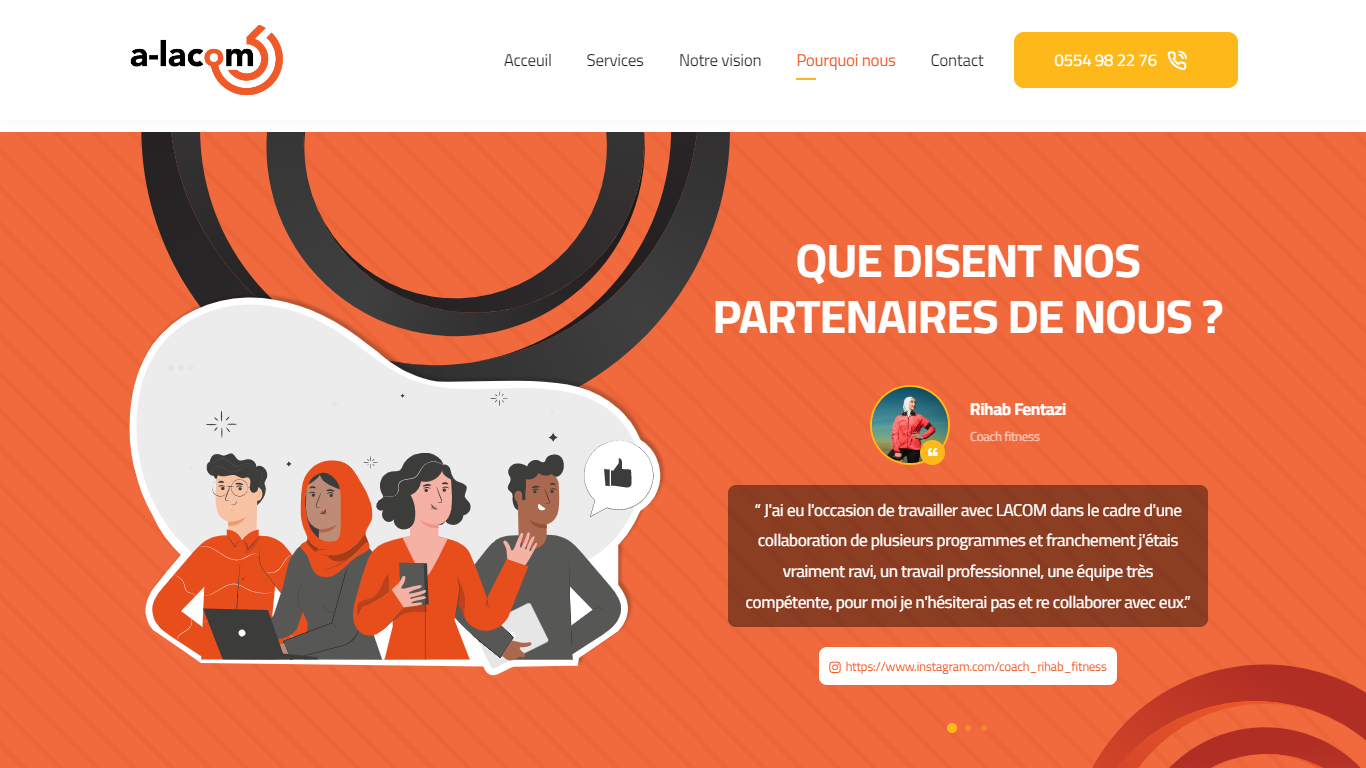 a-lacom
Acceuil
Services
Notre vision
Pourquoi nous
Contact
0554 98 22 76
QUE DISENT NOS
PARTENAIRES DE NOUS ?
Rihab Fentazi
Coach fitness
" J'ai eu l'occasion de travailler avec LACOM dans le cadre d'une
collaboration de plusieurs programmes et franchement j'étais
vraiment ravi, un travail professionnel, une équipe très
compétente, pour moi je n'hésiterai pas et re collaborer avec eux."
https://www.instagram.com/coach_rihab_fitness